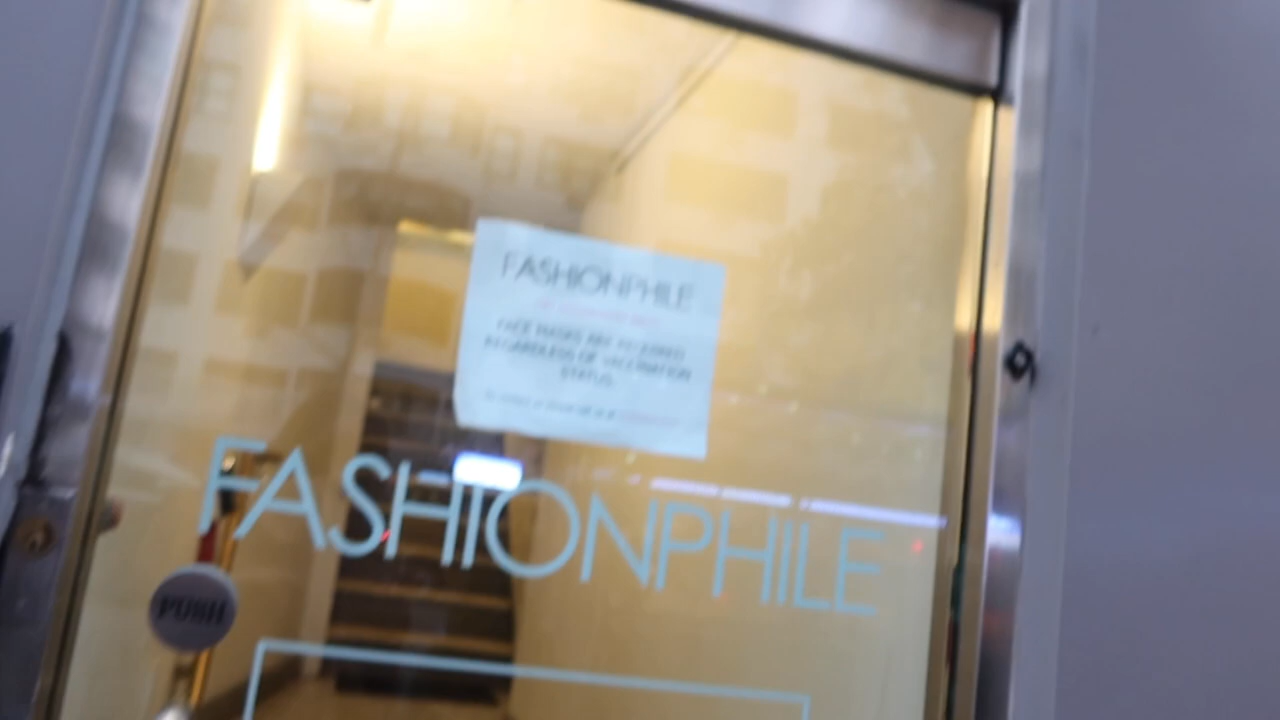 FASHIONPHILE
FACE MASKS ARE REQUIRED
REGARDLESS OF VACCINATION
STATUS.
FASHIONPHILE
PUSH